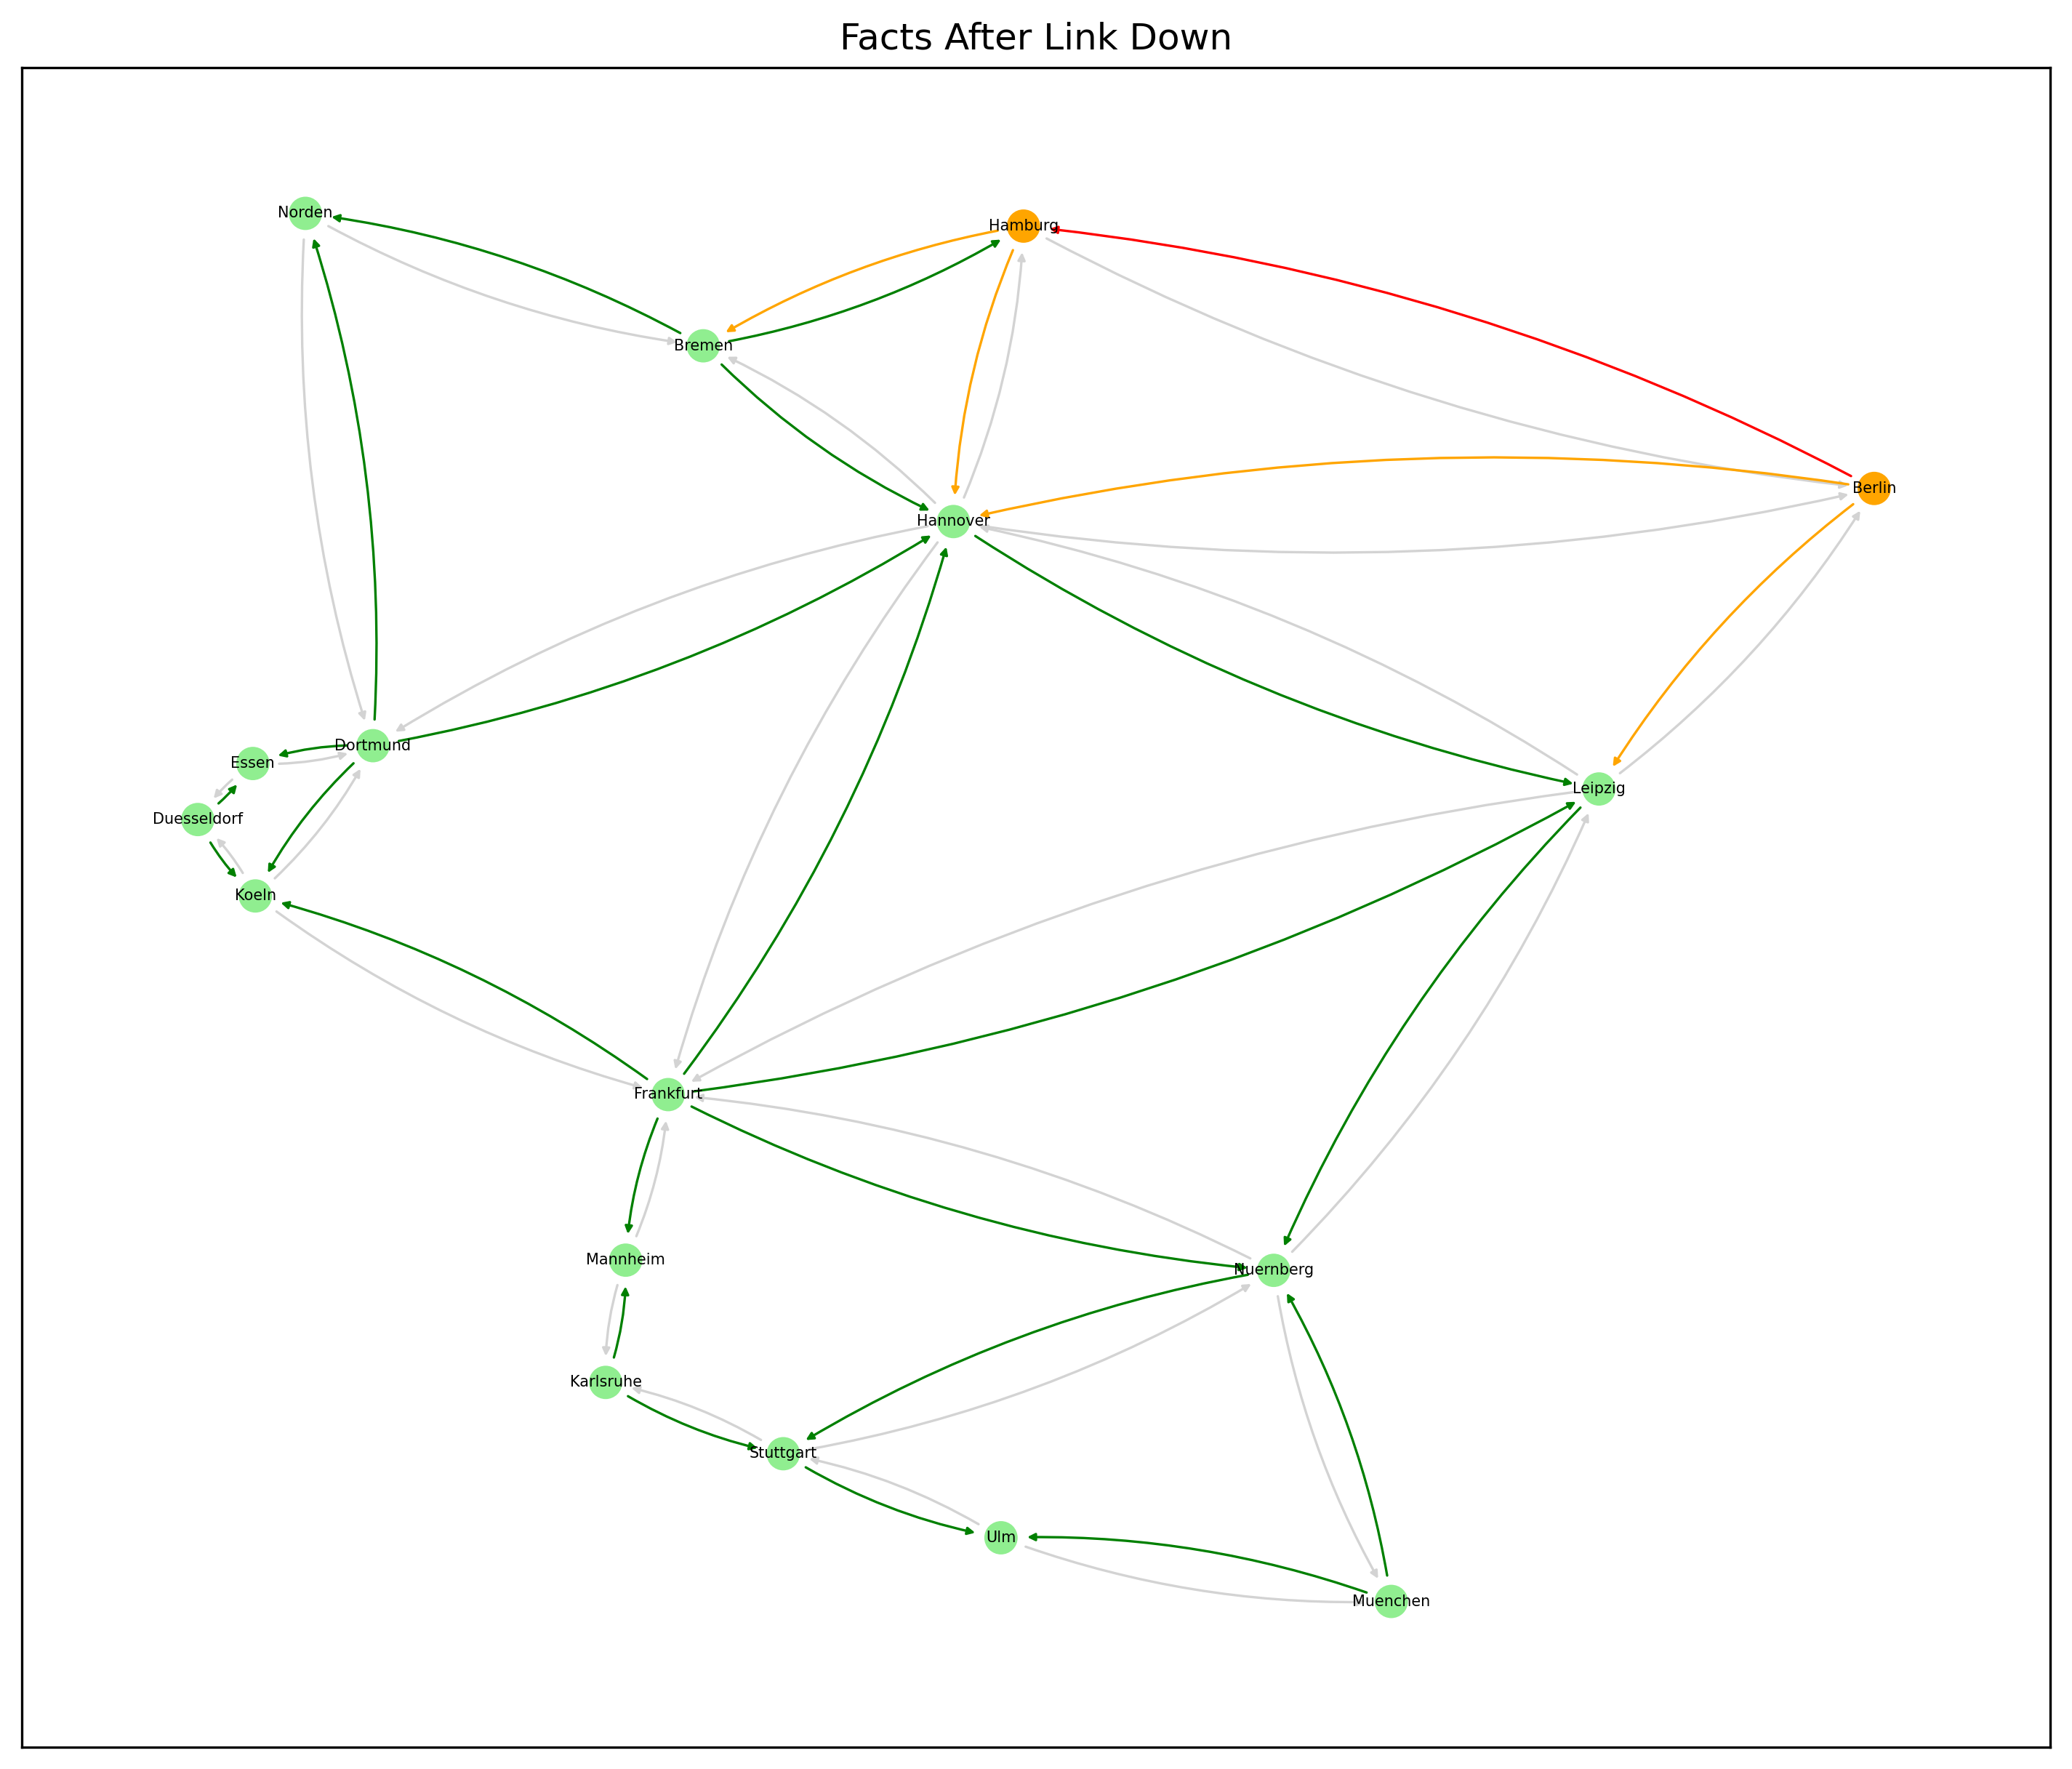 Facts After Link Down
Norden
Hamburg
Bremen
Berlin
Hannover
Dortmund
Essen
Leipzig
Duesseldorf
Koeln
Frankfurt
Mannheim
Nuernberg
Karlsruhe
Stuttgart
Ulm
Muenchen